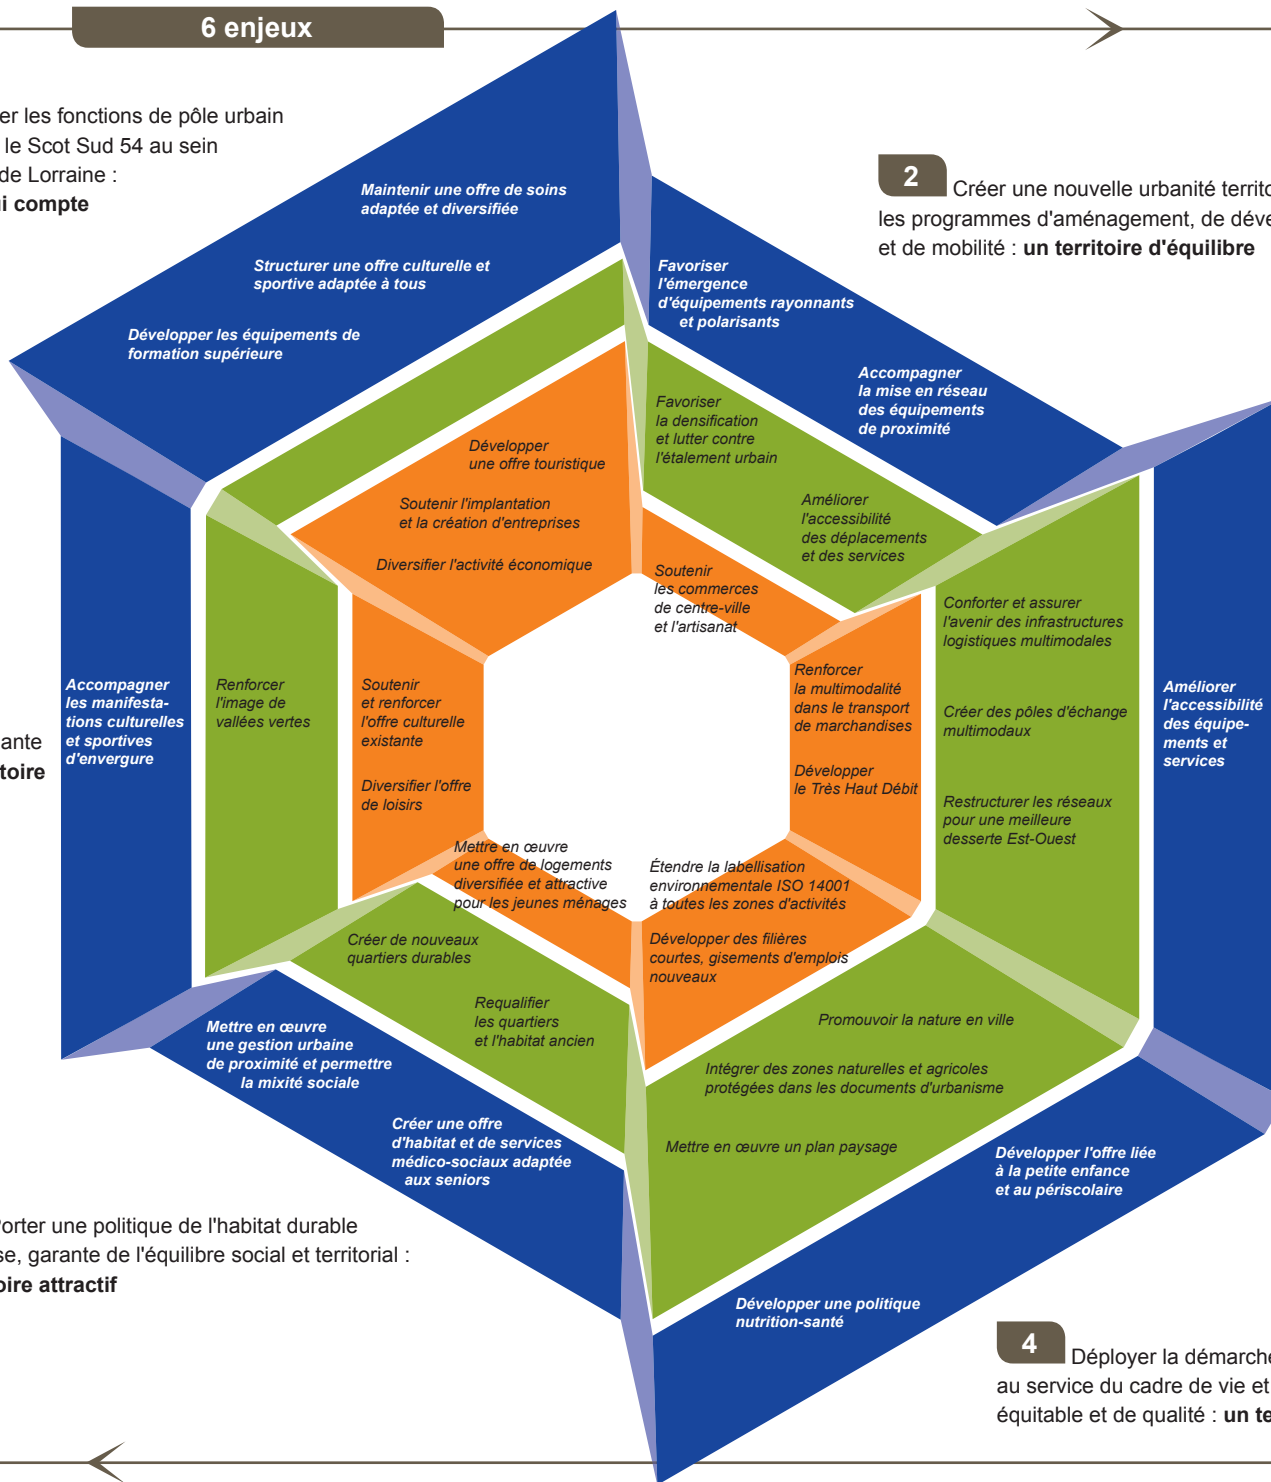 6 enjeux
er les fonctions de pôle urbain
le Scot Sud 54 au sein
de Lorraine :
i compte
2 Créer une nouvelle urbanité territo
les programmes d'aménagement, de déve
et de mobilité : un territoire d'équilibre
Maintenir une offre de soins
adaptée et diversifiée
Structurer une offre culturelle et
sportive adaptée à tous
Développer les équipements de
formation supérieure
Favoriser
l'émergence
d'équipements rayonnants
et polarisants
Accompagner
la mise en réseau
des équipements
de proximité
Développer
une offre touristique
Soutenir l'implantation
et la création d'entreprises
Diversifier l'activité économique
Favoriser
la densification
et lutter contre
l'étalement urbain
Améliorer
l'accessibilité
des déplacements
et des services
Soutenir
les commerces
de centre-ville
et l'artisanat
Conforter et assurer
l'avenir des infrastructures
logistiques multimodales
Créer des pôles d'échange
multimodaux
Restructurer les réseaux
pour une meilleure
desserte Est-Ouest
Renforcer
la multimodalité
dans le transport
de marchandises
Développer
le Très Haut Débit
Améliorer
l'accessibilité
des équipe-
ments et
services
Accompagner
les manifesta-
tions culturelles
et sportives
d'envergure
Renforcer
l'image de
vallées vertes
Soutenir
et renforcer
l'offre culturelle
existante
Diversifier l'offre
de loisirs
ante
toire
Mettre en œuvre
une offre de logements
diversifiée et attractive
pour les jeunes ménages
Étendre la labellisation
environnementale ISO 14001
à toutes les zones d'activités
Développer des filières
courtes, gisements d'emplois
nouveaux
Créer de nouveaux
quartiers durables
Requalifier
les quartiers
et l'habitat ancien
Promouvoir la nature en ville
Intégrer des zones naturelles et agricoles
protégées dans les documents d'urbanisme
Mettre en œuvre un plan paysage
Mettre en œuvre
une gestion urbaine
de proximité et permettre
la mixité sociale
Créer une offre
d'habitat et de services
médico-sociaux adaptée
aux seniors
Développer l'offre liée
à la petite enfance
et au périscolaire
Développer une politique
nutrition-santé
Porter une politique de l'habitat durable
se, garante de l'équilibre social et territorial :
oire attractif
4 Déployer la démarche
au service du cadre de vie et
équitable et de qualité : un te